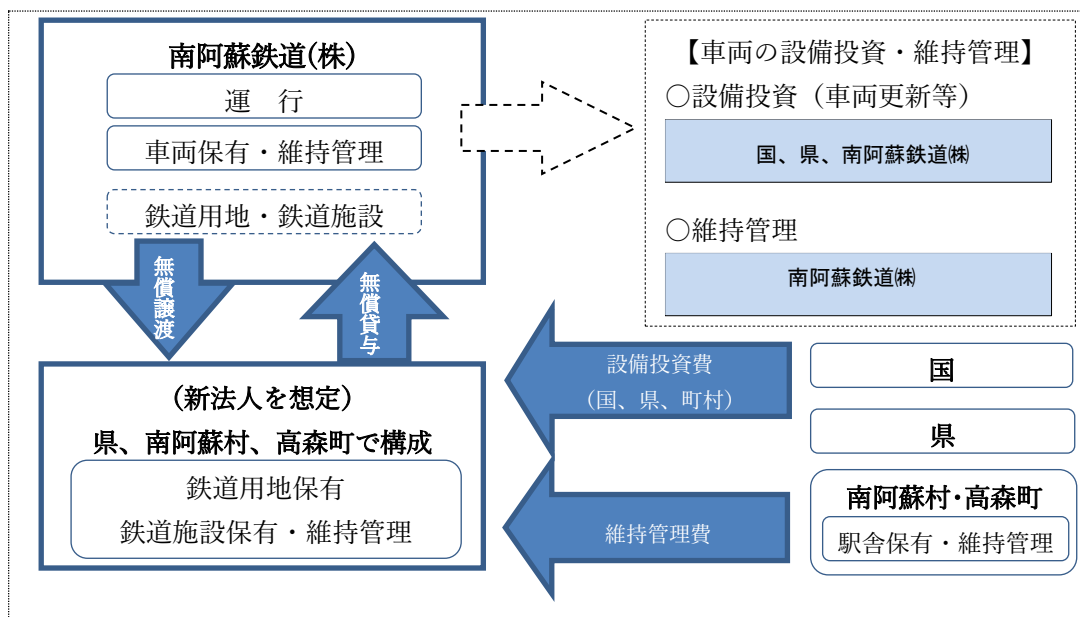 南阿蘇鉄道(株)
運　行
車両保有・維持管理
鉄道用地・鉄道施設
無償譲渡
無償貸与
(新法人を想定)
県、南阿蘇村、高森町で構成
鉄道用地保有
鉄道施設保有・維持管理
【車両の設備投資・維持管理】
○設備投資（車両更新等）
国、県、南阿蘇鉄道㈱
○維持管理
南阿蘇鉄道㈱
設備投資費
（国、県、町村）
維持管理費
国
県
南阿蘇村・高森町
駅舎保有・維持管理